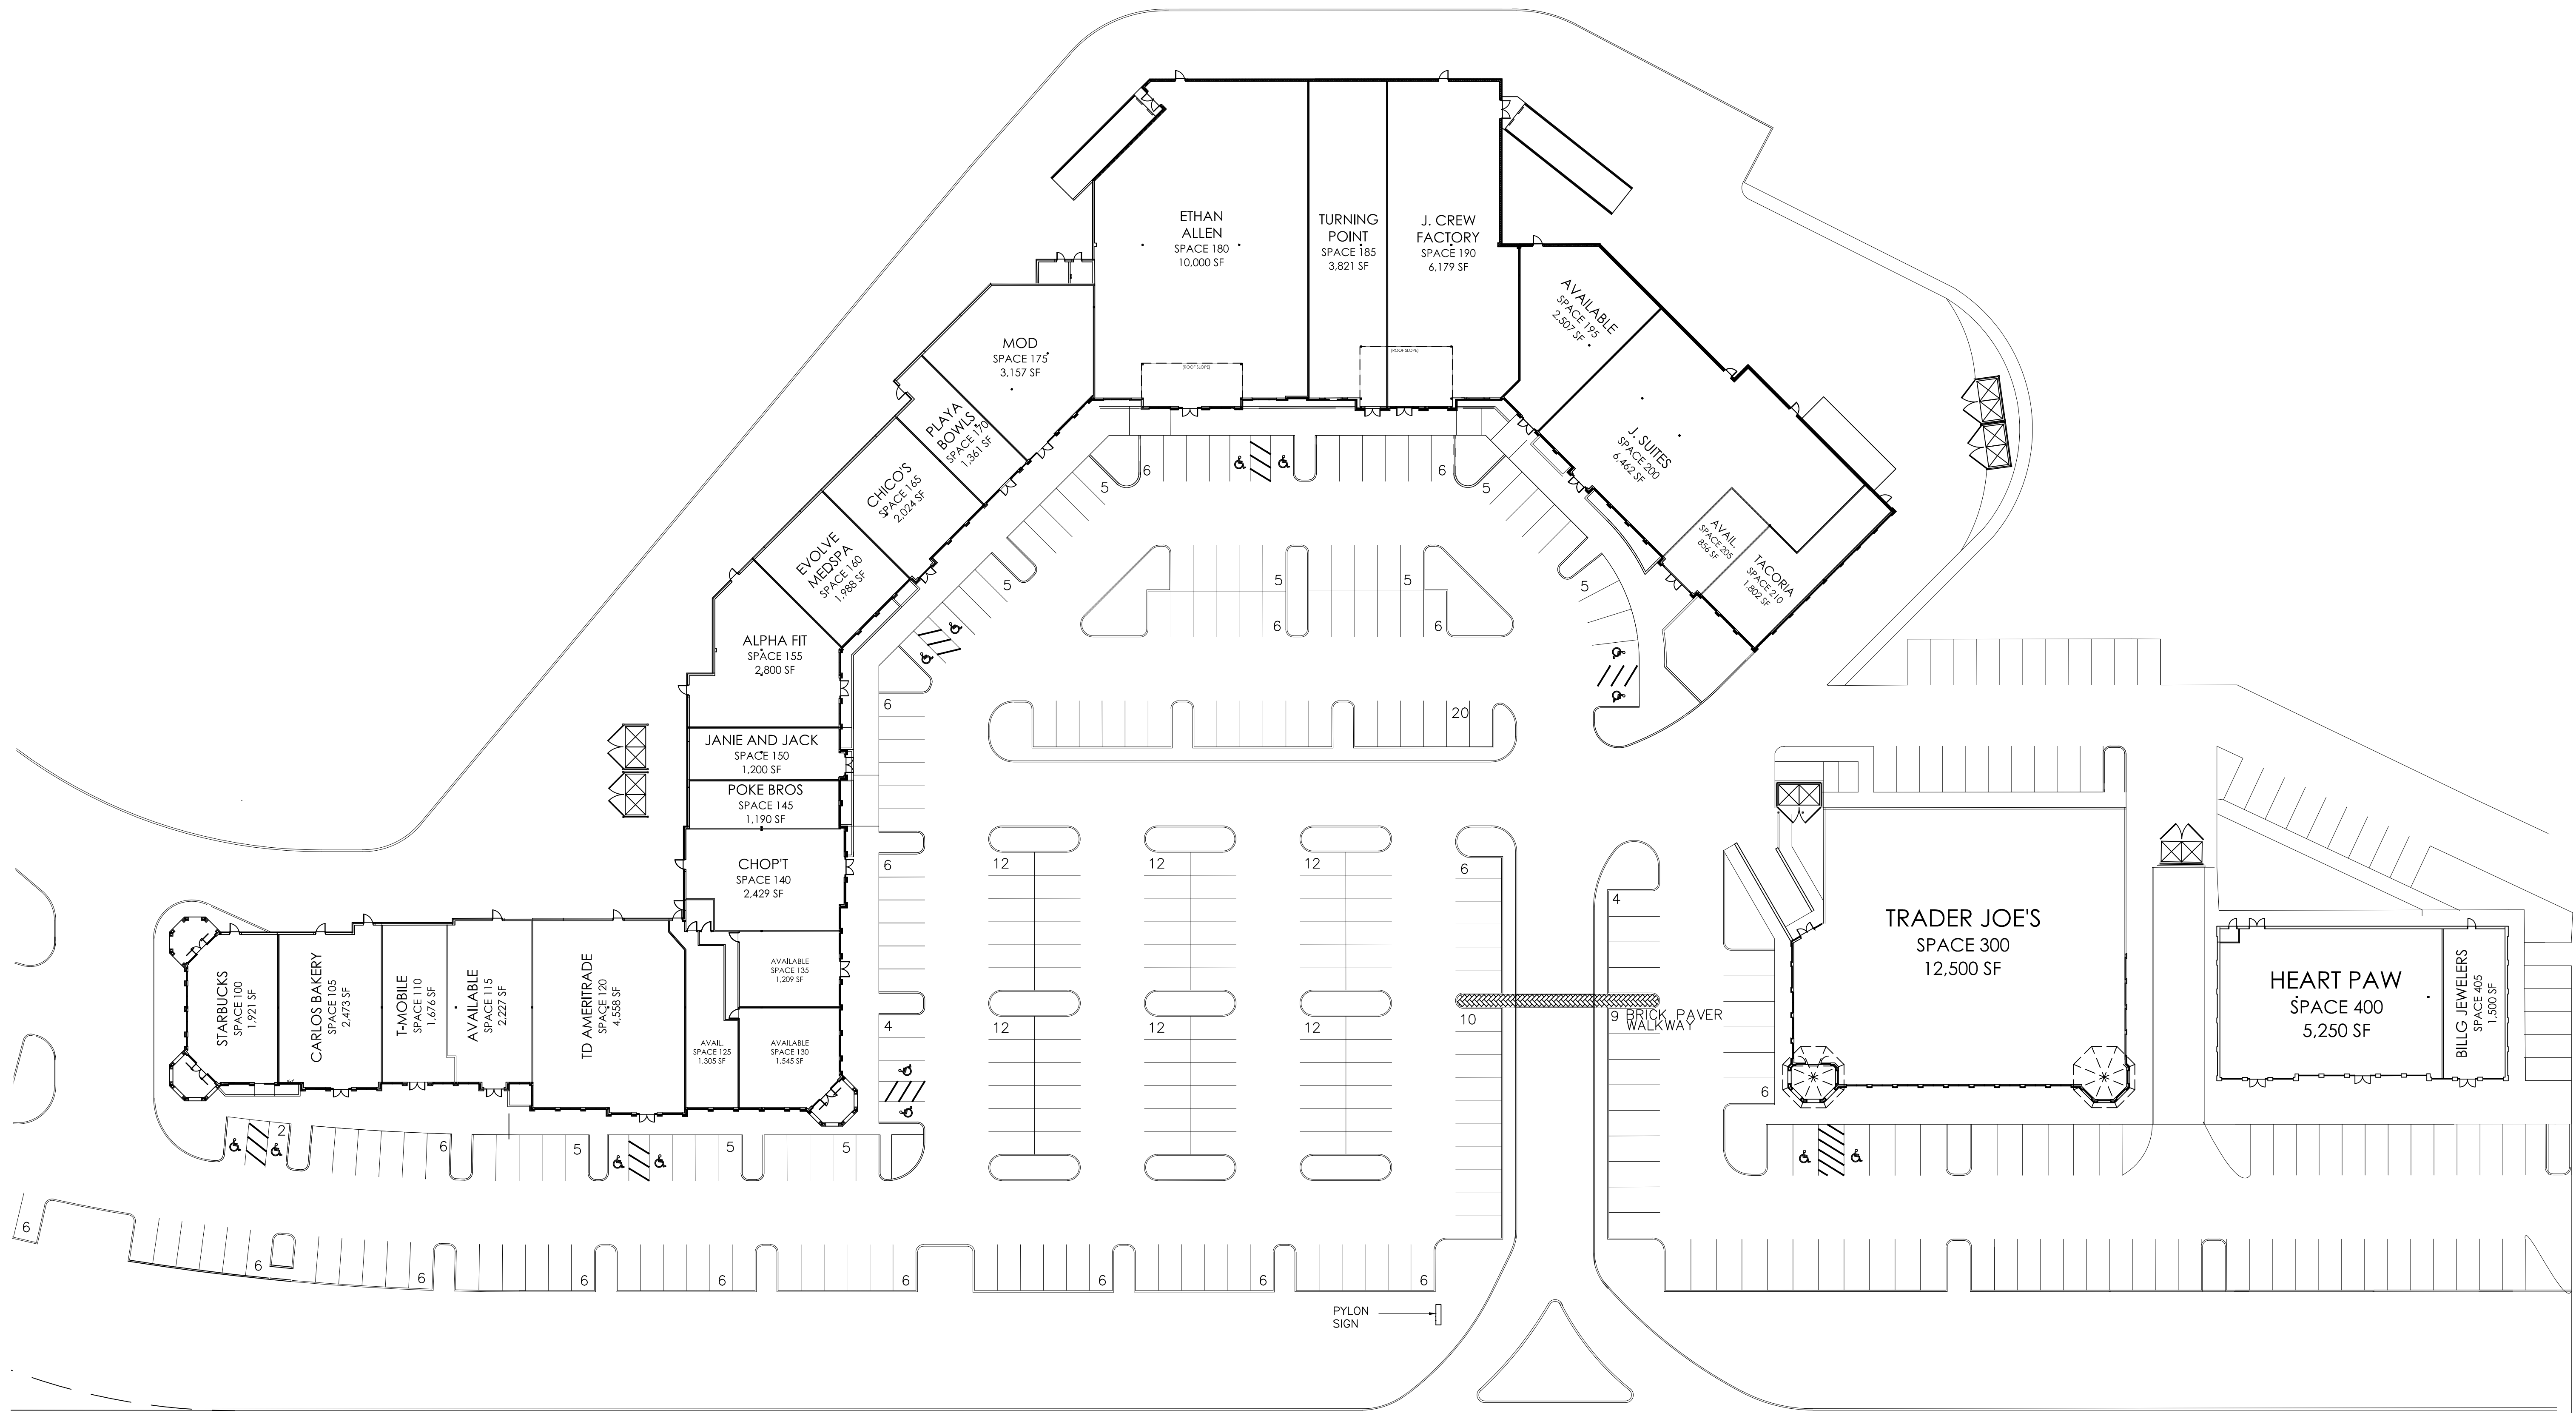 ETHAN
ALLEN
SPACE 180
10,000 SF
TURNING
POINT
SPACE 185
3,821 SF
J. CREW
FACTORY
SPACE 190
6,179 SF
(ROOF SLOPE)
(ROOF SLOPE)
AVAILABLE
SPACE 195
2,507 SF
J. SUITES
SPACE 200
6,462 SF
AVAIL.
SPACE 205
856 SF
TACORIA
SPACE 210
1,802 SF
MOD
SPACE 175
3,157 SF
PLAYA
BOWLS
SPACE 170
1,361 SF
CHICO'S
SPACE 165
2,024 SF
EVOLVE
MEDSPA
SPACE 160
1,988 SF
ALPHA FIT
SPACE 155
2,800 SF
JANIE AND JACK
SPACE 150
1,200 SF
POKE BROS
SPACE 145
1,190 SF
CHOP'T
SPACE 140
2,429 SF
AVAILABLE
SPACE 135
1,209 SF
AVAILABLE
SPACE 130
1,545 SF
AVAIL.
SPACE 125
1,305 SF
TD AMERITRADE
SPACE 120
4,558 SF
AVAILABLE
SPACE 115
2,227 SF
T-MOBILE
SPACE 110
1,676 SF
CARLOS BAKERY
SPACE 105
2,473 SF
STARBUCKS
SPACE 100
1,921 SF
TRADER JOE'S
SPACE 300
12,500 SF
HEART PAW
SPACE 400
5,250 SF
BILLG JEWELERS
SPACE 405
1,500 SF
6
6
5
5
5
5
5
5
6
6
6
20
6
12
12
12
6
4
12
12
12
10
9 BRICK PAVER
WALKWAY
4
6
2
6
5
5
5
6
6
6
6
6
6
6
6
6
PYLON
SIGN